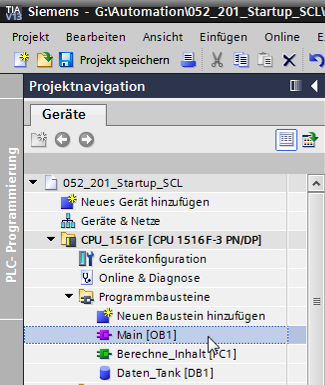 TIA V13 Siemens - G:\Automation\052_201_Startup_SCL\
Projekt Bearbeiten Ansicht Einfügen Online
Projekt speichern
Projektnavigation
Geräte
PLC-Programmierung
052_201_Startup_SCL
Neues Gerät hinzufügen
Geräte & Netze
CPU_1516F [CPU 1516F-3 PN/DP]
Gerätekonfiguration
Online & Diagnose
Programmbausteine
Neuen Baustein hinzufügen
Main [OB1]
Berechne_Inhalt [FC1]
Daten_Tank [DB1]